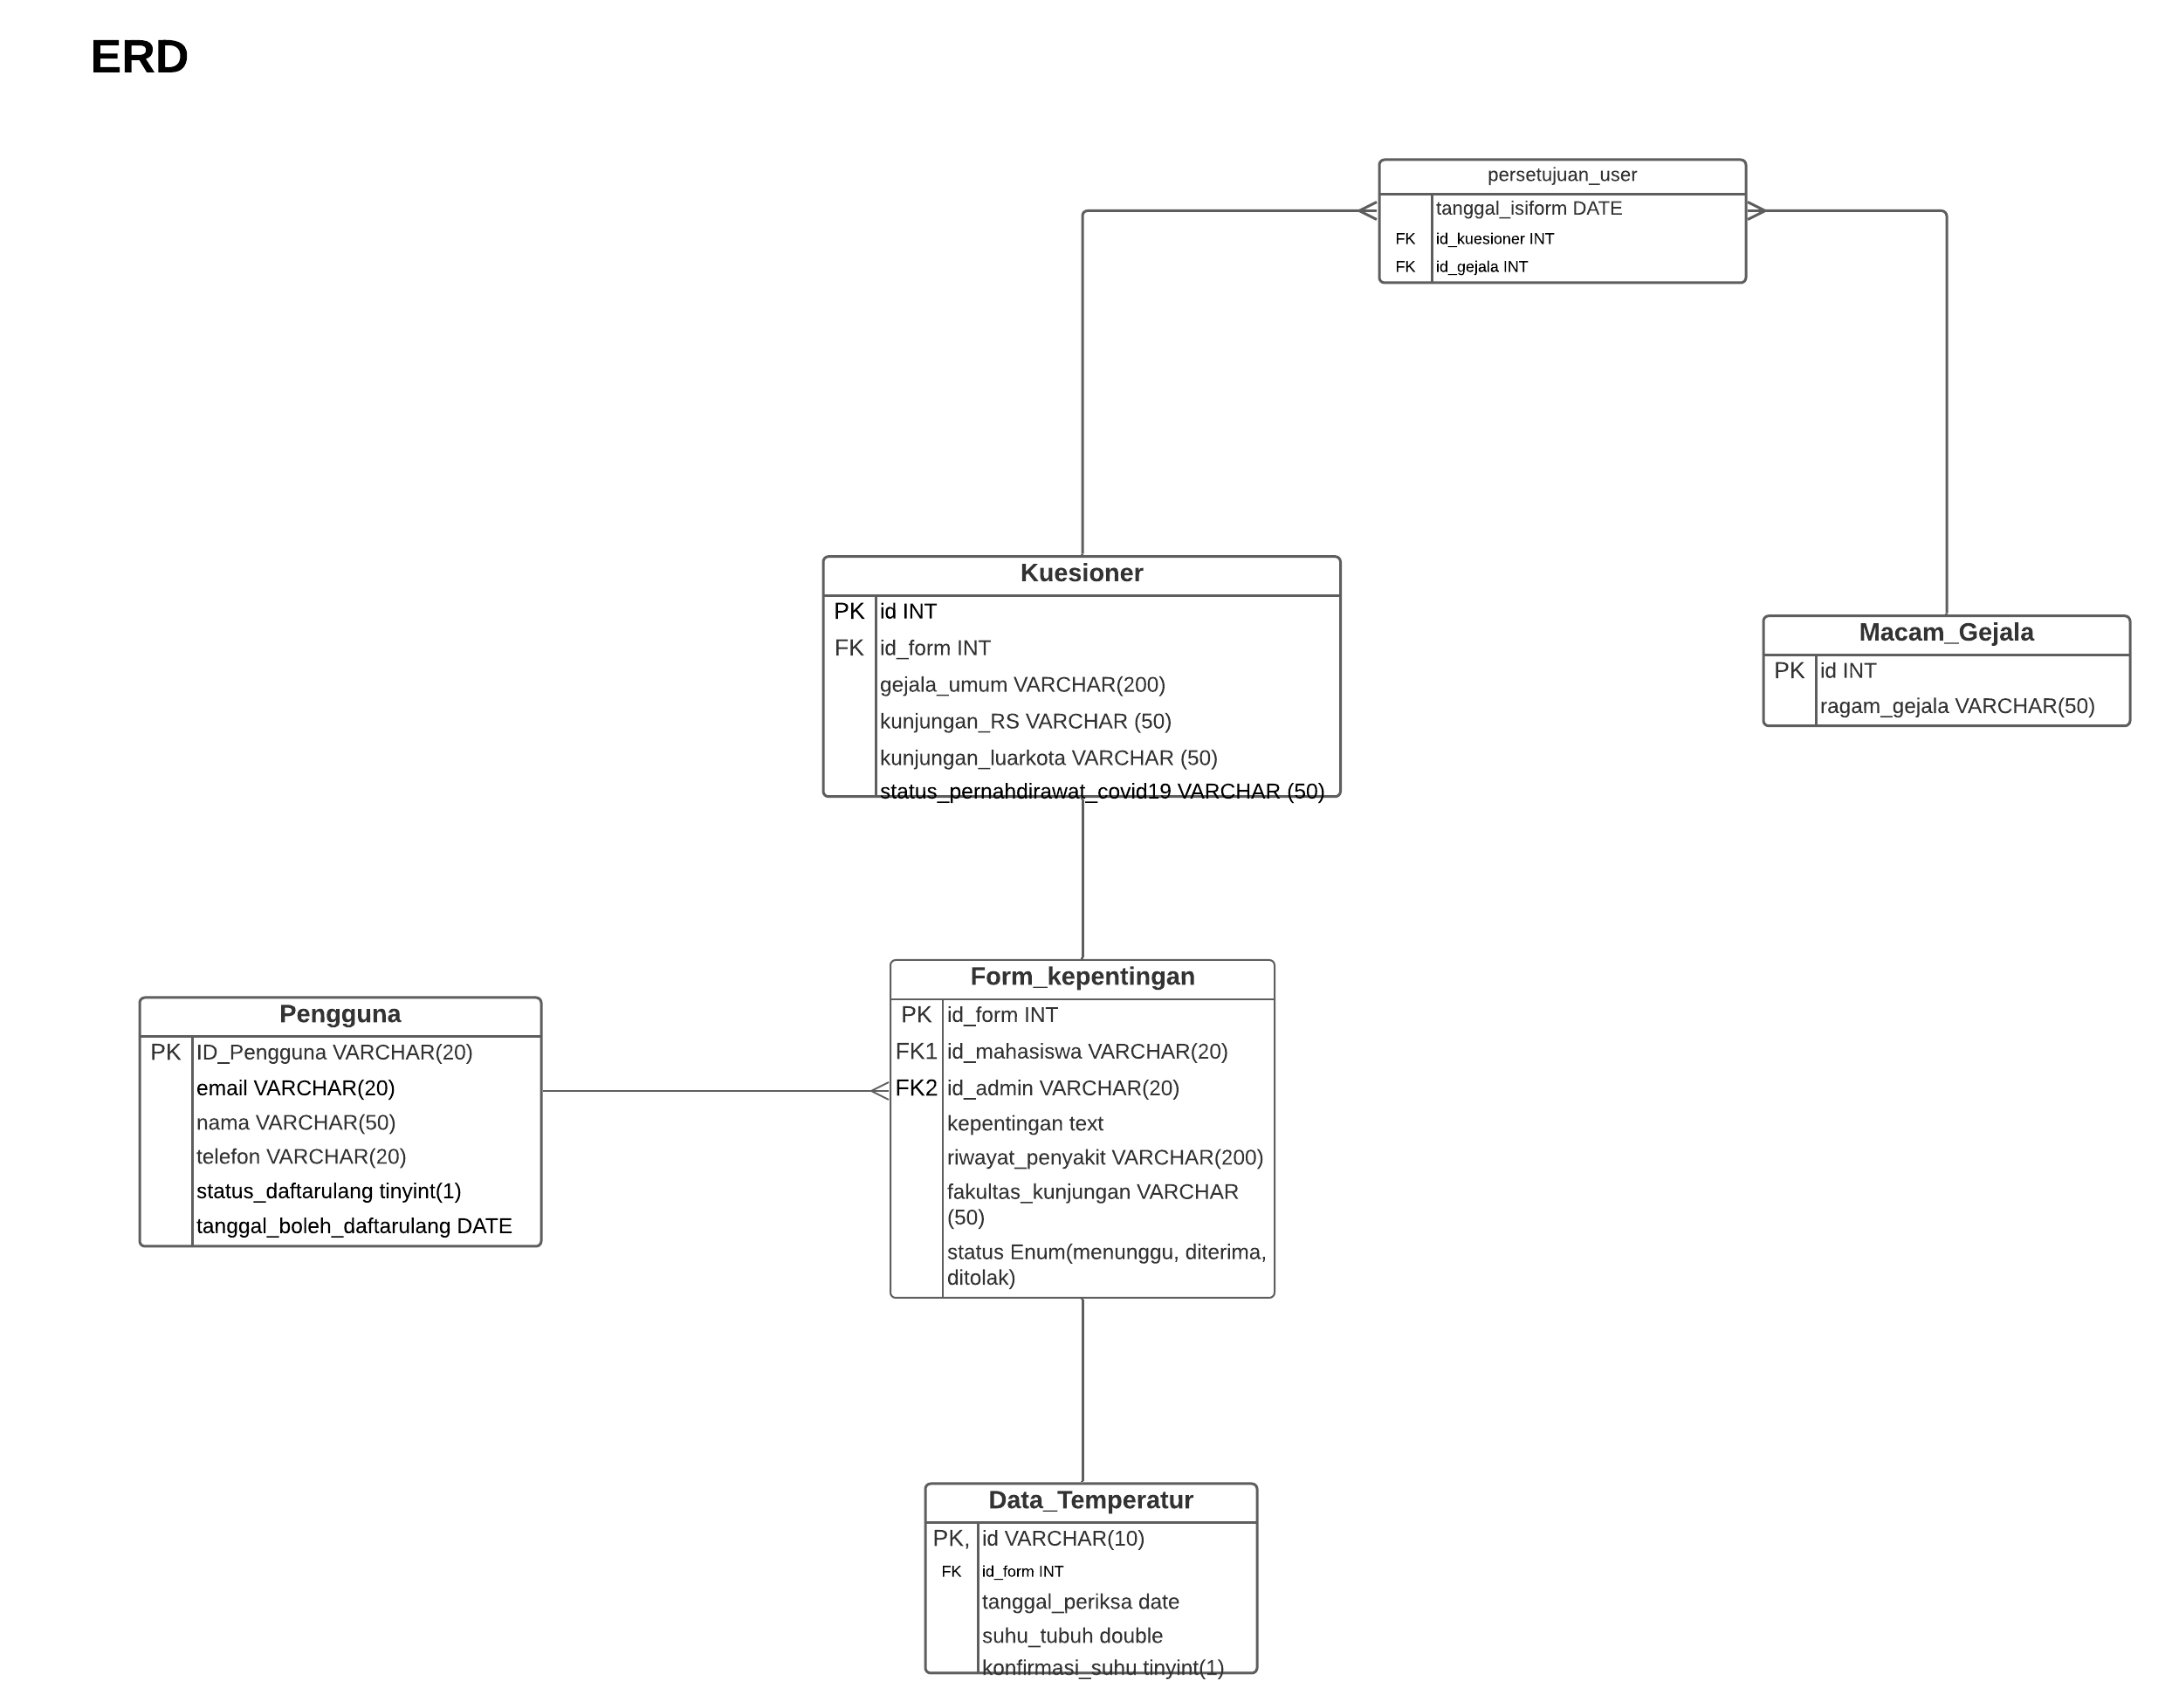 ERD
persetujuan_user
tanggal_isiform DATE
FK id_kuesioner INT
FK id_gejala INT
Kuesioner
PK id INT
FK id_form INT
gejala_umum VARCHAR(200)
kunjungan_RS VARCHAR (50)
kunjungan_luarkota VARCHAR (50)
status_pernahdirawat_covid19 VARCHAR (50)
Macam_Gejala
PK id INT
ragam_gejala VARCHAR(50)
Pengguna
PK ID_Pengguna VARCHAR(20)
email VARCHAR(20)
nama VARCHAR(50)
telefon VARCHAR(20)
status_daftarulang tinyint(1)
tanggal_boleh_daftarulang DATE
Form_kepentingan
PK id_form INT
FK1 id_mahasiswa VARCHAR(20)
FK2 id_admin VARCHAR(20)
kepentingan text
riwayat_penyakit VARCHAR(200)
fakultas_kunjungan VARCHAR
(50)
status Enum(menunggu, diterima,
ditolak)
Data_Temperatur
PK, id VARCHAR(10)
FK id_form INT
tanggal_periksa date
suhu_tubuh double
konfirmasi_suhu tinyint(1)